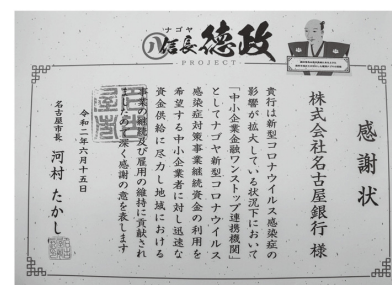 ナゴヤ
信長徳政
PROJECT
感謝状
株式会社名古屋銀行 様
貴行は新型コロナウイルス感染症の
影響が拡大している状況下において
「中小企業金融ワンストップ連携機関」
としてナゴヤ新型コロナウイルス
感染症対策事業継続資金の利用を
希望する中小企業者に対し迅速な
資金供給に尽力し地域における
事業の継続及び雇用の維持に貢献され
ましたので深く感謝の意を表します
令和二年六月十五日
名古屋市長 河村たかし